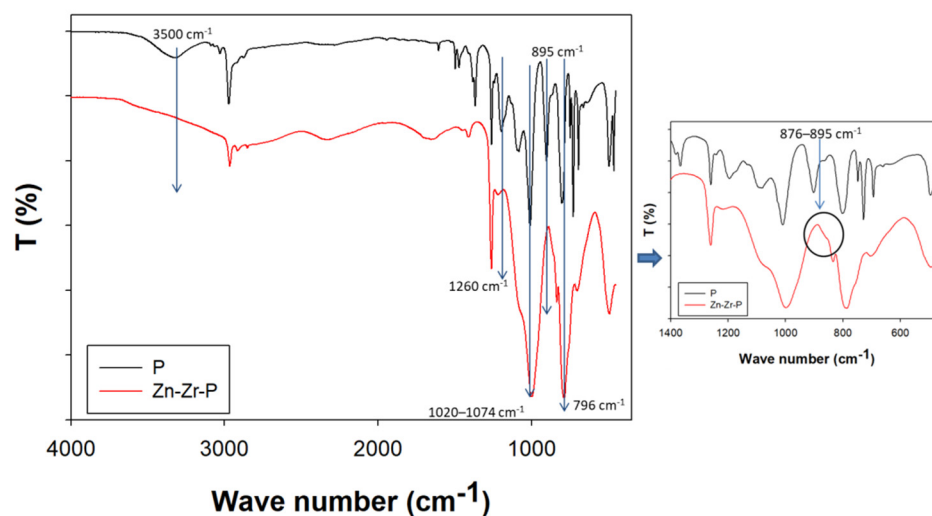 3500 cm⁻¹
895 cm⁻¹
1260 cm⁻¹
1020–1074 cm⁻¹
796 cm⁻¹
T (%)
P
Zn-Zr-P
4000 3000 2000 1000
Wave number (cm⁻¹)
876–895 cm⁻¹
T (%)
P
Zn-Zr-P
1400 1200 1000 800 600
Wave number (cm⁻¹)